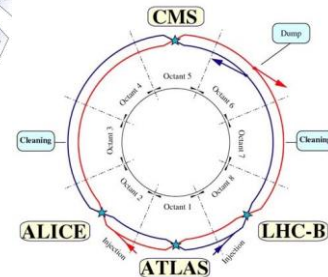 CMS
Dump
Octant 5
Octant 4
Octant 6
Cleaning
Octant 3
Octant 7
Cleaning
Octant 2
Octant 8
Octant 1
ALICE
LHC-B
Injection
Injection
ATLAS